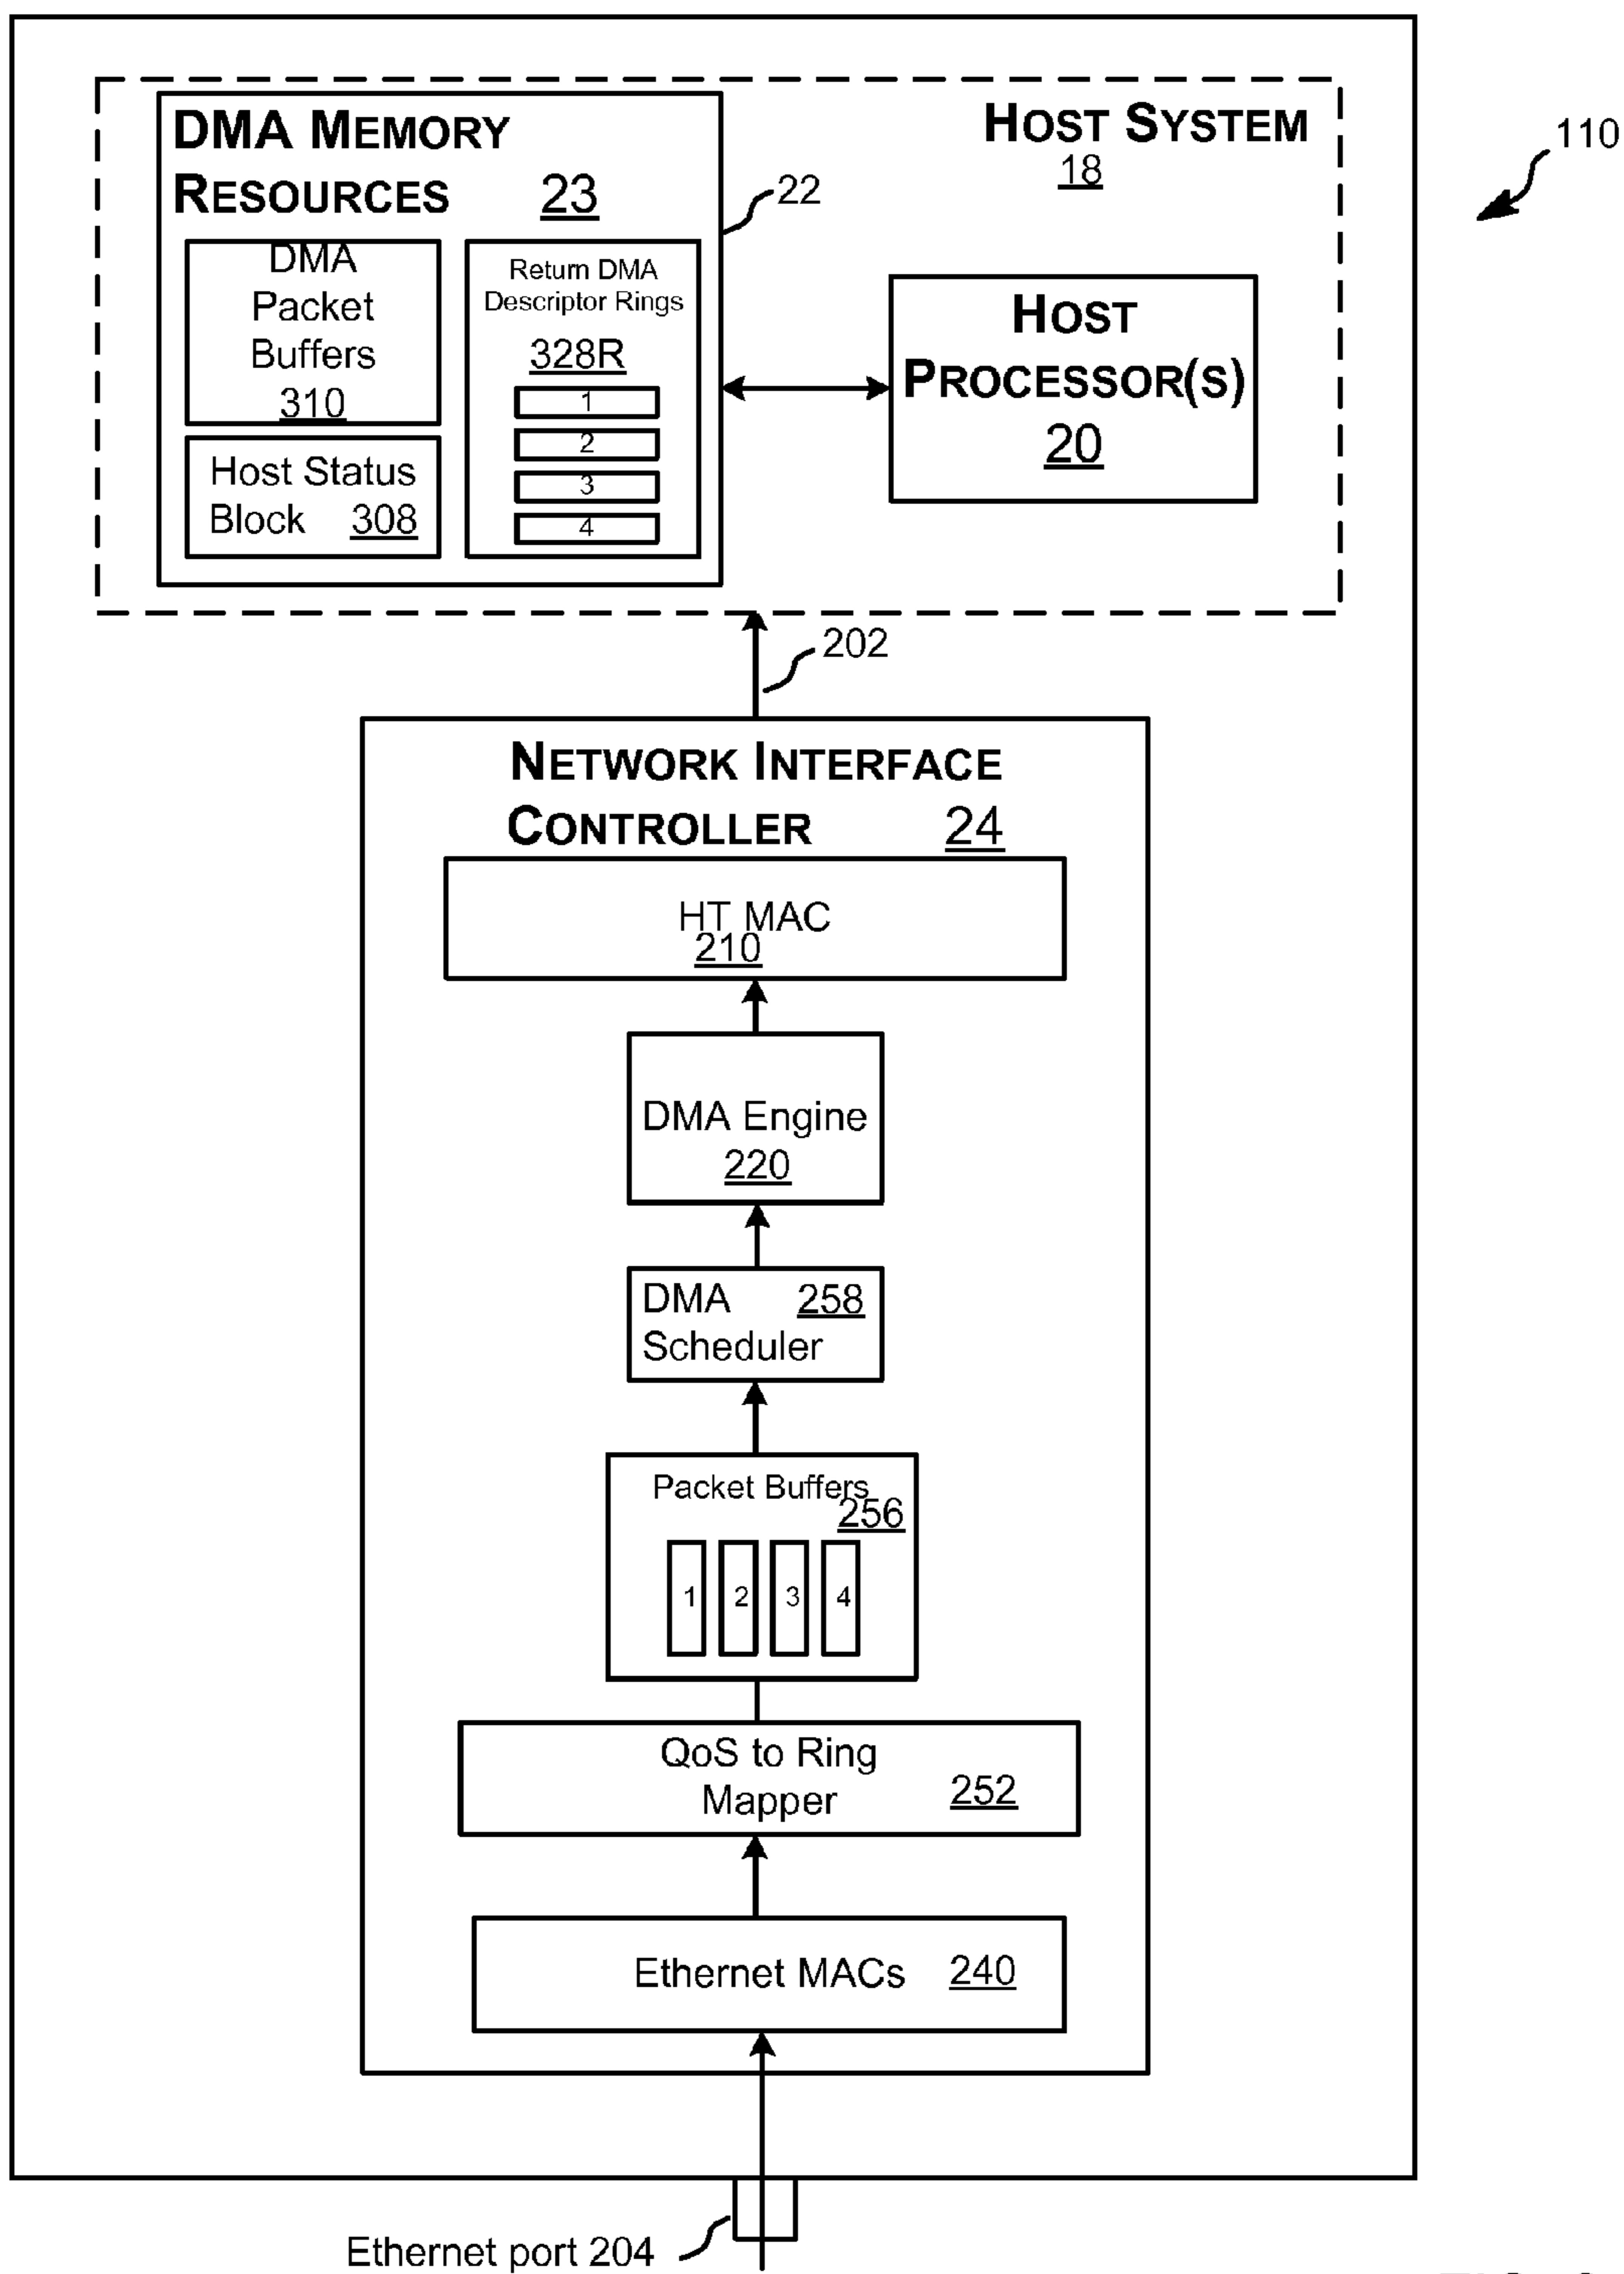 DMA MEMORY
RESOURCES 23
HOST SYSTEM
18
110
22
DMA
Packet
Buffers
310
Host Status
Block 308
Return DMA
Descriptor Rings
328R
1
2
3
4
HOST
PROCESSOR(S)
20
202
NETWORK INTERFACE
CONTROLLER 24
HT MAC
210
DMA Engine
220
DMA 258
Scheduler
Packet Buffers
256
1 2 3 4
QoS to Ring
Mapper 252
Ethernet MACs 240
Ethernet port 204